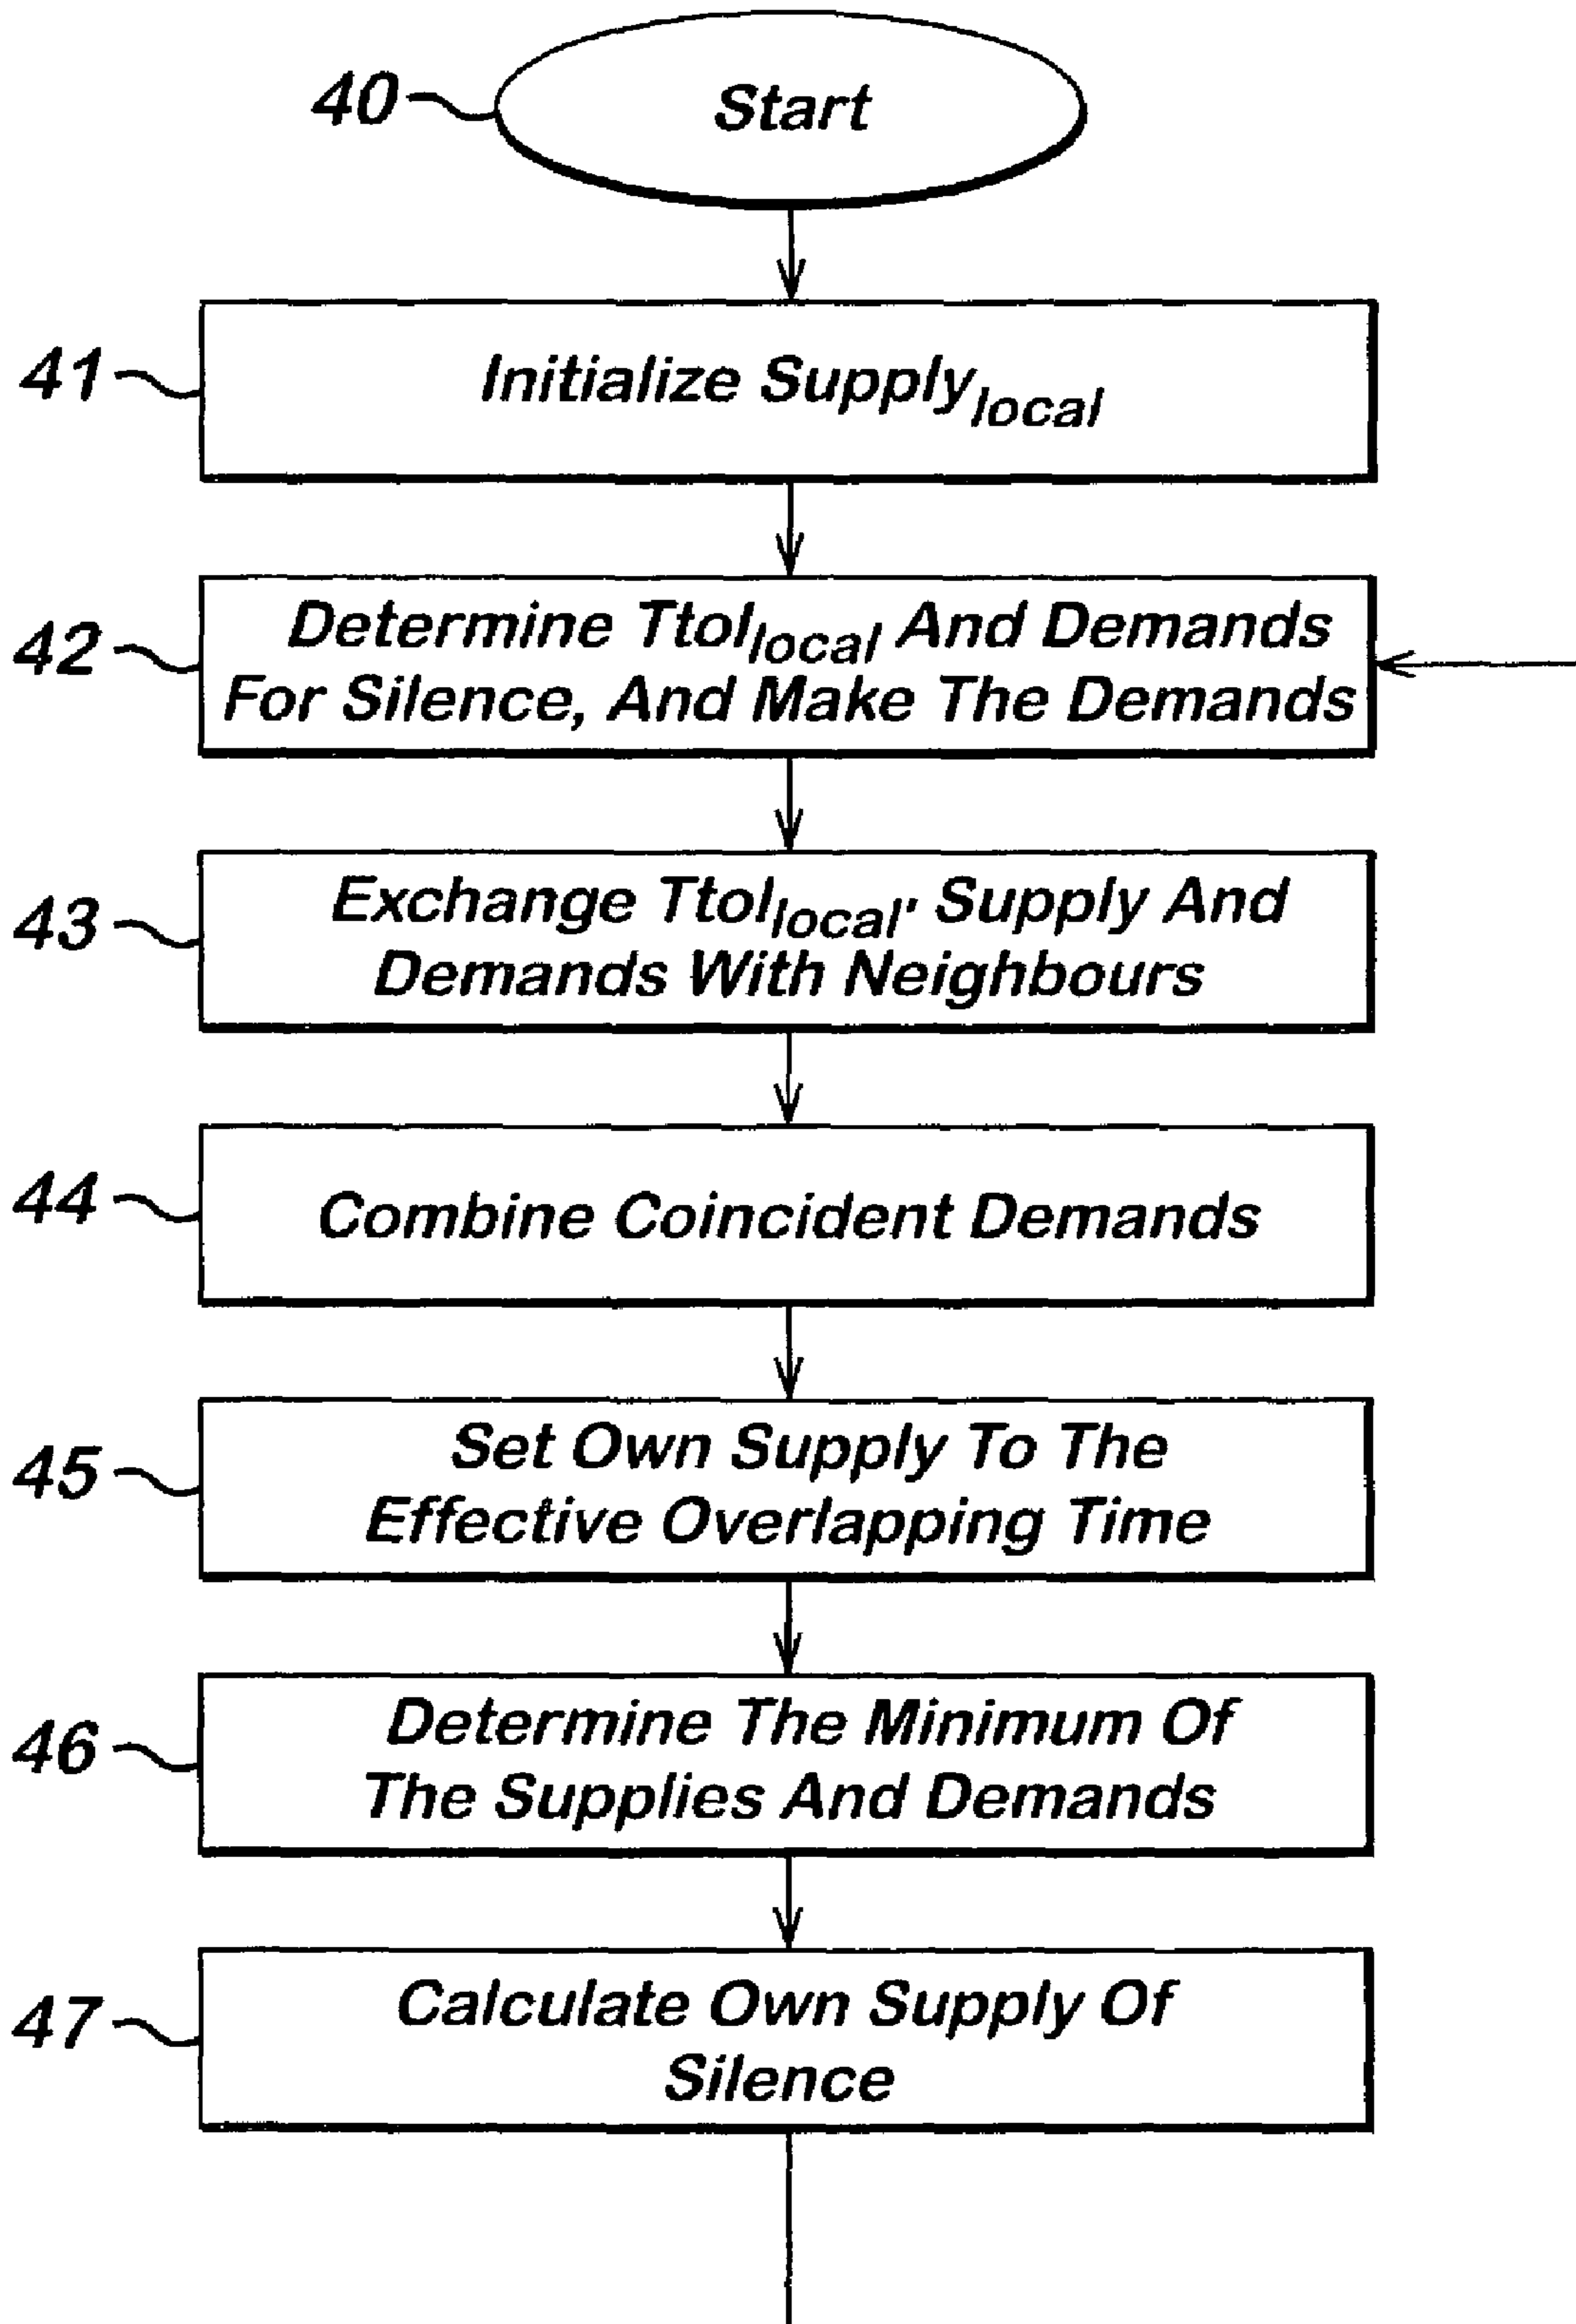 40 Start
41 Initialize Supply_local
42 Determine Ttol_local And Demands
For Silence, And Make The Demands
43 Exchange Ttol_local' Supply And
Demands With Neighbours
44 Combine Coincident Demands
45 Set Own Supply To The
Effective Overlapping Time
46 Determine The Minimum Of
The Supplies And Demands
47 Calculate Own Supply Of
Silence